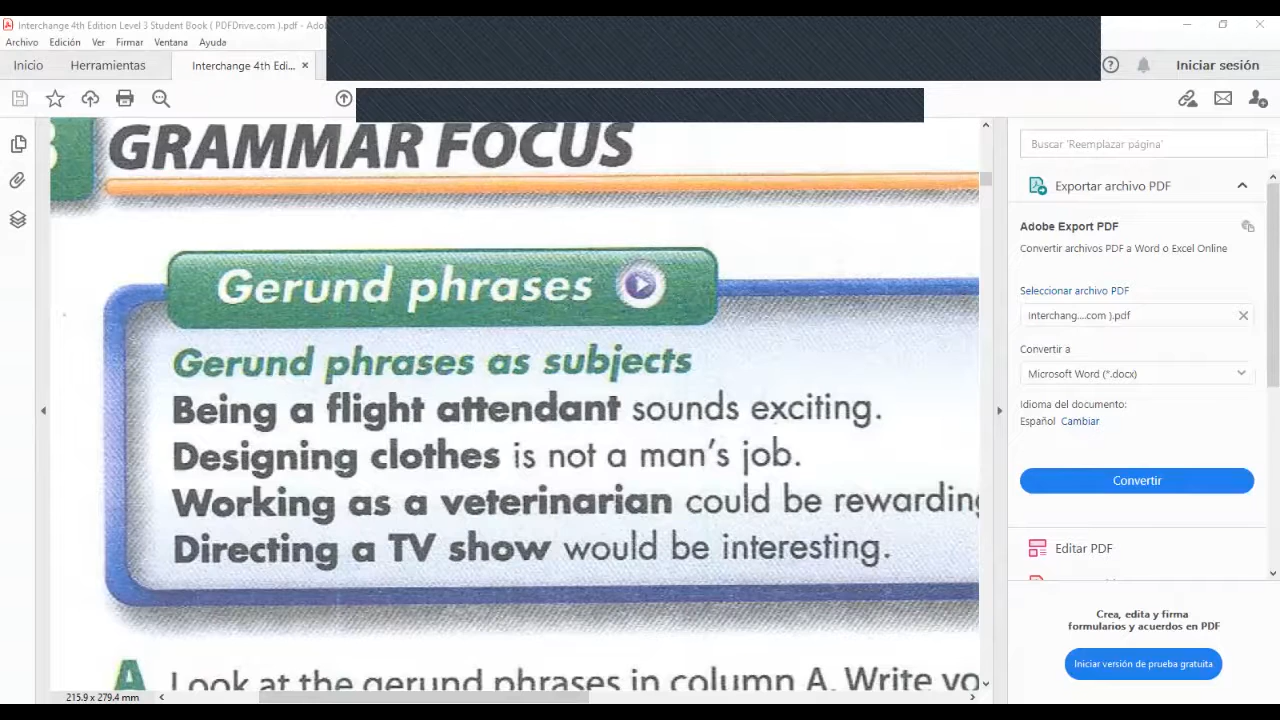 Interchange 4th Edition Level 3 Student Book ( PDFDrive.com ).pdf - Ado
Archivo Edición Ver Firmar Ventana Ayuda
Inicio Herramientas Interchange 4th Edi... × Iniciar sesión
GRAMMAR FOCUS
Gerund phrases
Gerund phrases as subjects
Being a flight attendant sounds exciting.
Designing clothes is not a man's job.
Working as a veterinarian could be rewarding
Directing a TV show would be interesting.
A Look at the gerund phrases in column A. Write yo
215.9 x 279.4 mm
Buscar 'Reemplazar página'
Exportar archivo PDF
Adobe Export PDF
Convertir archivos PDF a Word o Excel Online
Seleccionar archivo PDF
Interchang....com ).pdf
Convertir a
Microsoft Word (*.docx)
Idioma del documento:
Español Cambiar
Convertir
Editar PDF
Crea, edita y firma
formularios y acuerdos en PDF
Iniciar versión de prueba gratuita